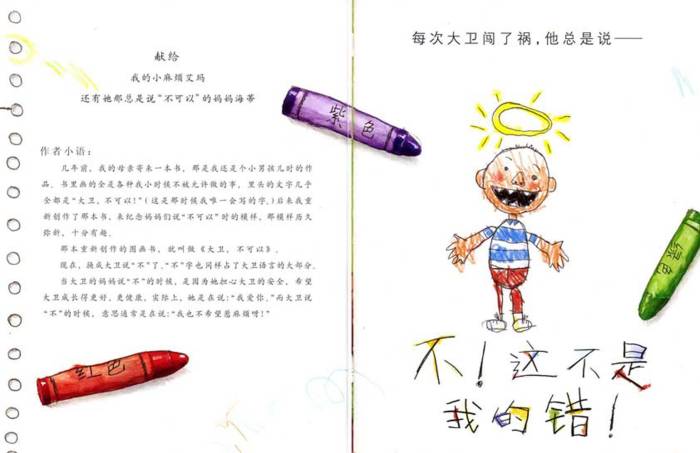 献给
我的小麻烦艾玛
还有她那总是说“不可以”的妈妈海蒂
作者小语：
几年前，我的母亲寄来一本书，那是我还是个小男孩儿时的作
品。书里画的全是各种我小时候不被允许做的事，里头的文字几乎
全都是“大卫，不可以！”（这是那时候我唯一会写的字。）后来我重
新创作了那本书，来纪念妈妈们说“不可以”时的模样，那模样历久
弥新，十分有趣。
那本重新创作的图画书，就叫做《大卫，不可以》。
现在，换成大卫说“不”了。“不”字也同样占了大卫语言的大部分。
当大卫的妈妈说“不”的时候，是因为她担心大卫的安全，希望
大卫成长得更好、更健康，实际上，她是在说：“我爱你。”而大卫说
“不”的时候，意思通常是在说：“我也不希望惹麻烦呀！”
红色
紫色
每次大卫闯了祸，他总是说——
绿色
不！这不是
我的错！